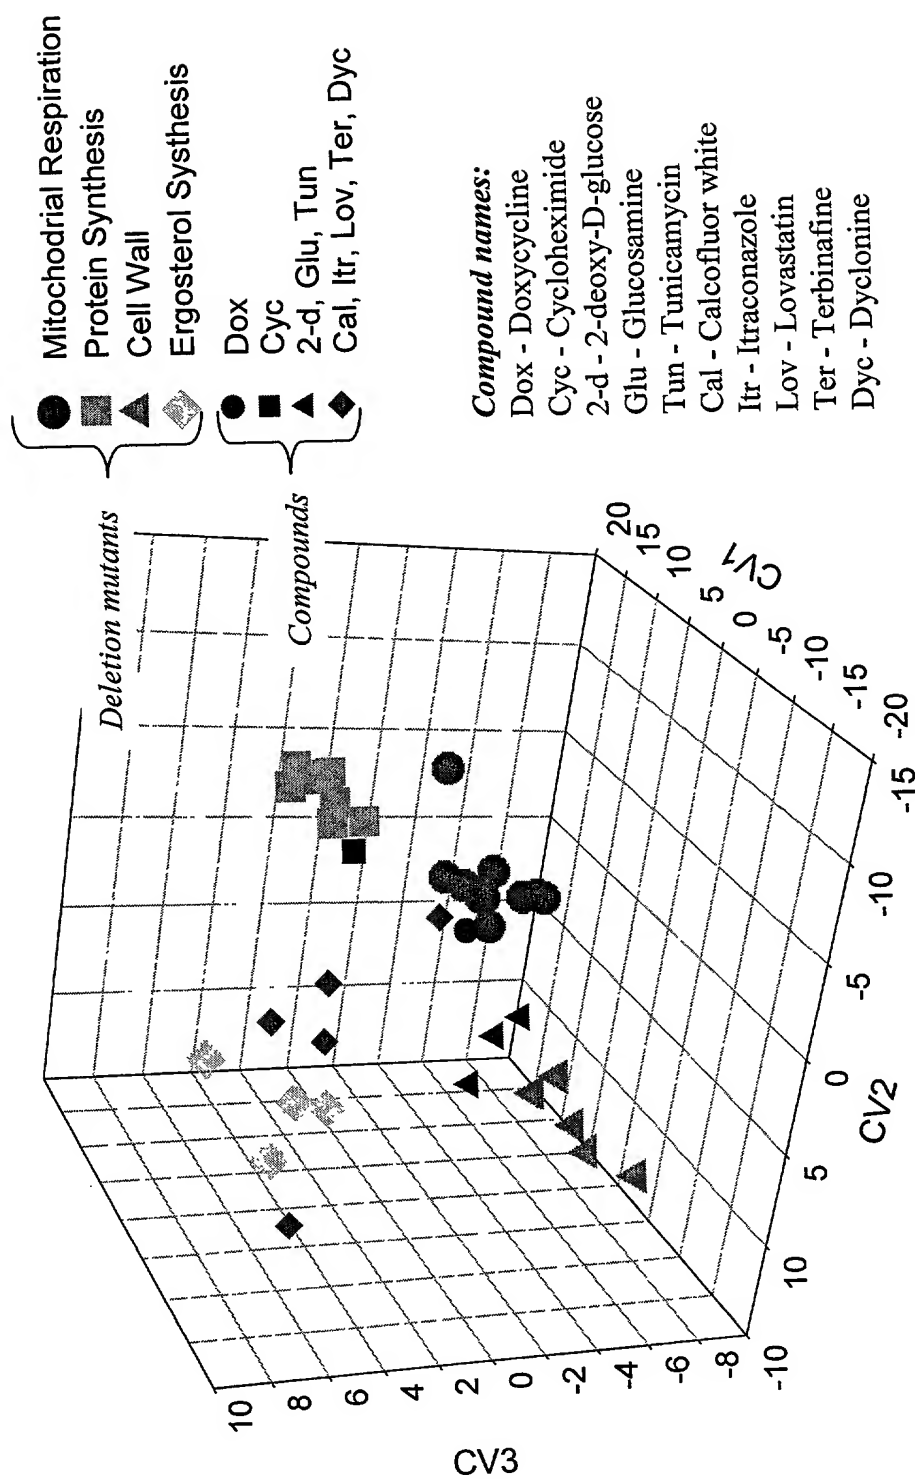 Mitochodrial Respiration
Protein Synthesis
Cell Wall
Ergosterol Systhesis
Deletion mutants
Dox
Cyc
2-d, Glu, Tun
Cal, Itr, Lov, Ter, Dyc
Compounds
Compound names:
Dox - Doxycycline
Cyc - Cycloheximide
2-d - 2-deoxy-D-glucose
Glu - Glucosamine
Tun - Tunicamycin
Cal - Calcofluor white
Itr - Itraconazole
Lov - Lovastatin
Ter - Terbinafine
Dyc - Dyclonine
CV3
10
8
6
4
2
0
-2
-4
-6
-8
-10
CV2
10
5
0
-5
-10
-15
CV1
20
15
10
5
0
-5
-10
-15
-20